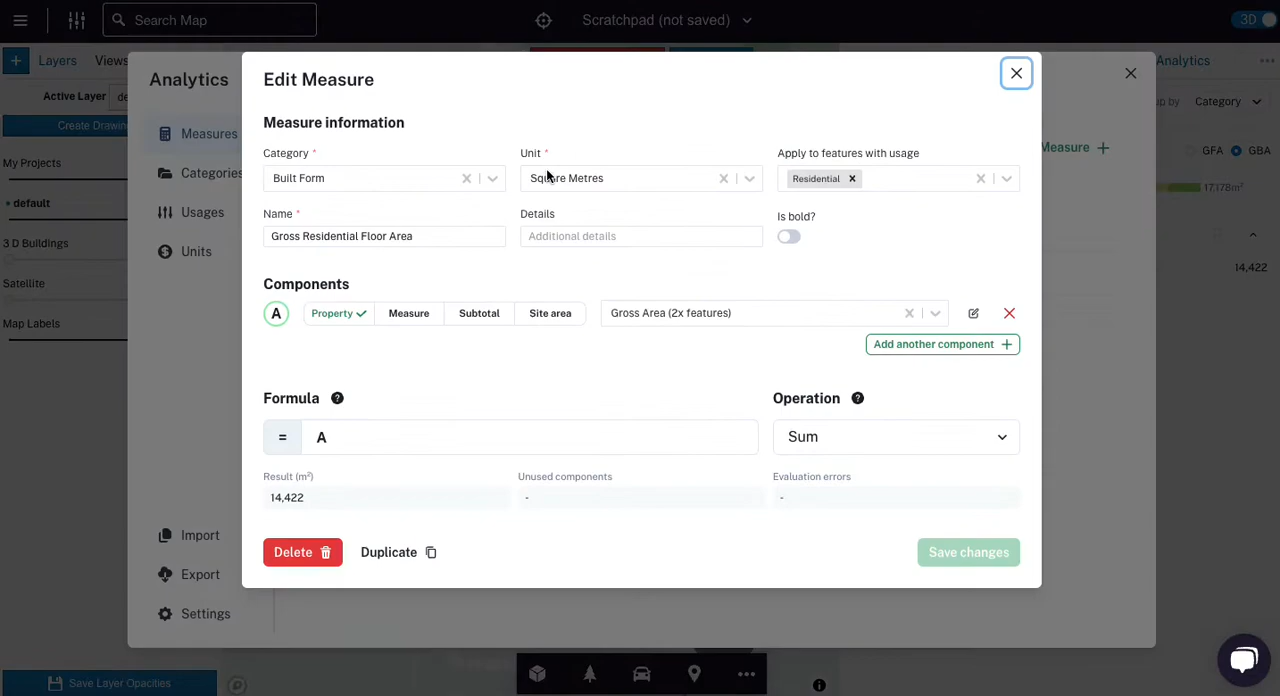 Search Map
Scratchpad (not saved)
3D
Layers
Views
Analytics
Analytics
Edit Measure
Active Layer
de
Create Drawin
up by
Category
Measures
Measure +
Measure information
My Projects
Category *
Unit *
Apply to features with usage
GFA
GBA
Categories
Built Form
Square Metres
Residential
17,178m²
default
Usages
Name *
Details
Is bold?
3 D Buildings
Units
Gross Residential Floor Area
Additional details
14,422
Satellite
Components
A
Property
Measure
Subtotal
Site area
Gross Area (2x features)
Map Labels
Add another component +
Formula
Operation
=
A
Sum
Result (m²)
Unused components
Evaluation errors
14,422
-
-
Import
Delete
Duplicate
Save changes
Export
Settings
Save Layer Opacities